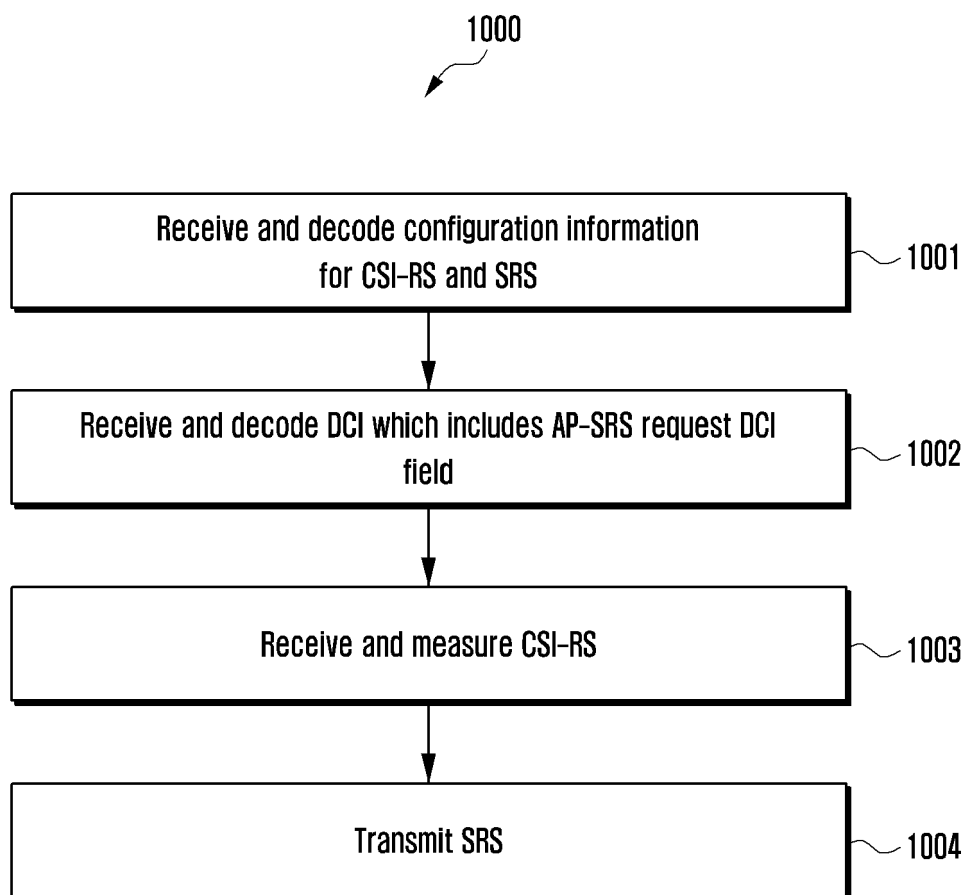 1000
Receive and decode configuration information
for CSI-RS and SRS
1001
Receive and decode DCI which includes AP-SRS request DCI
field
1002
Receive and measure CSI-RS
1003
Transmit SRS
1004